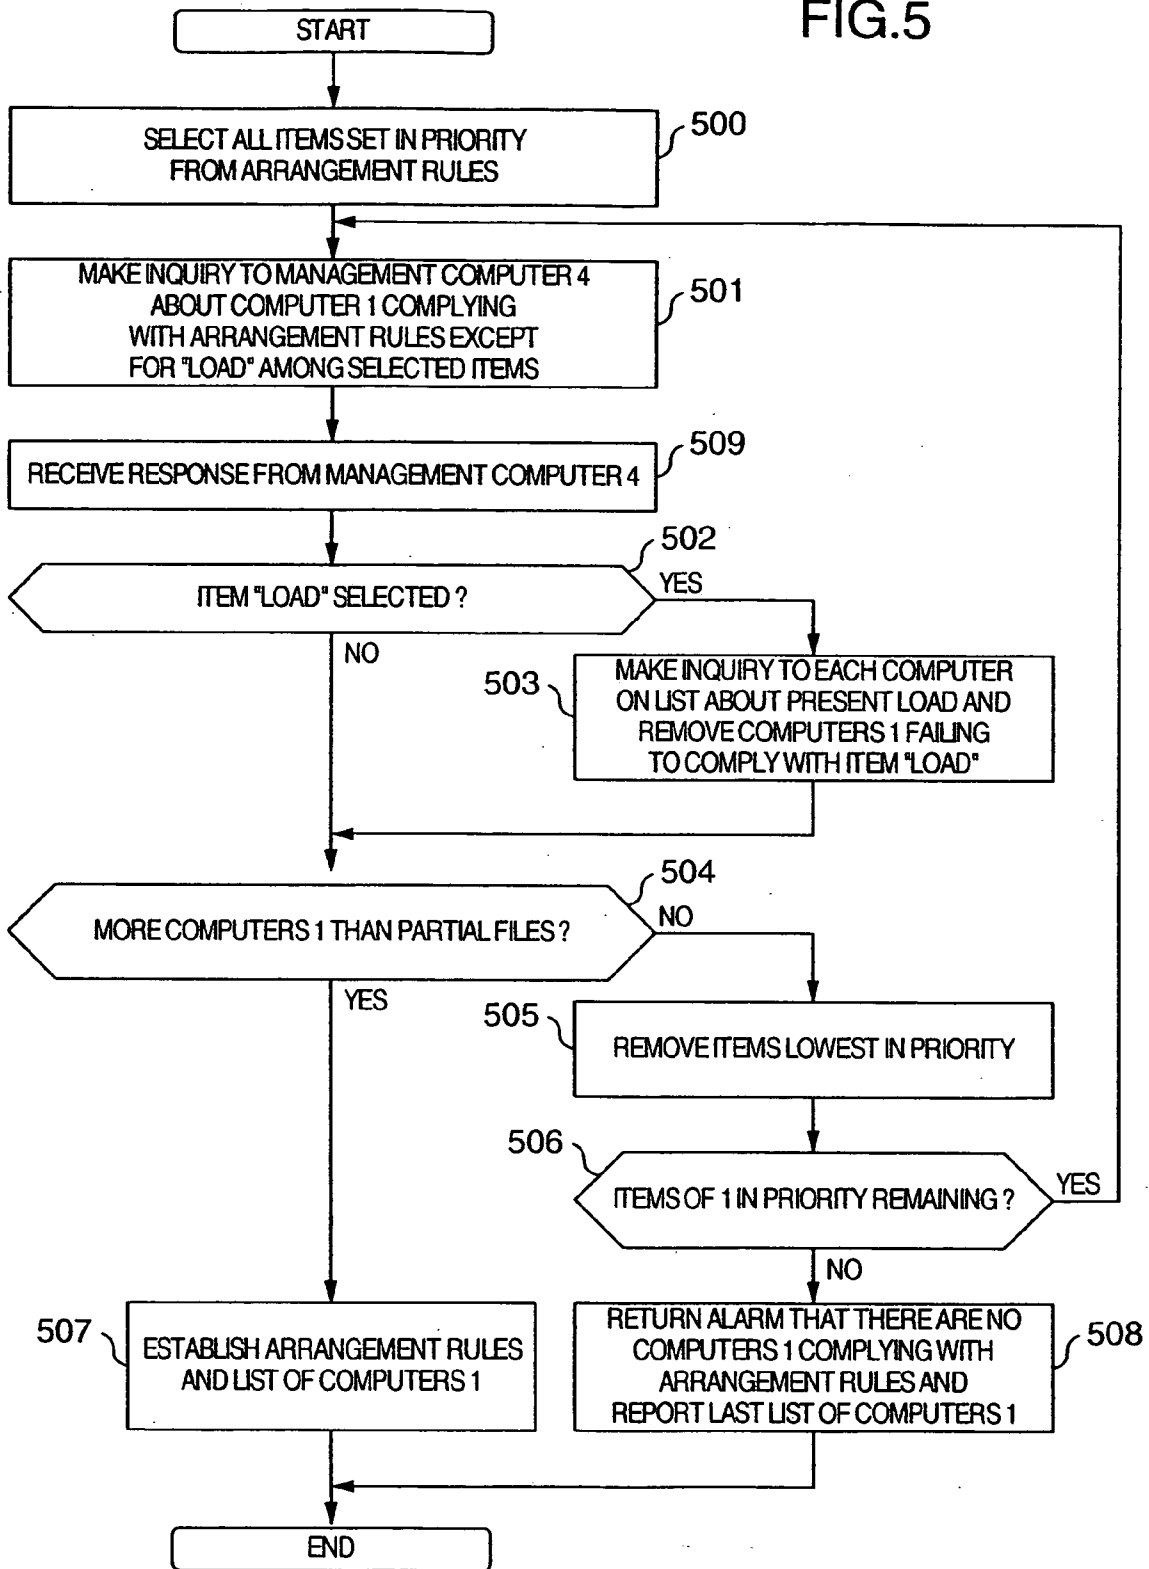 FIG.5
START
500
SELECT ALL ITEMS SET IN PRIORITY
FROM ARRANGEMENT RULES
501
MAKE INQUIRY TO MANAGEMENT COMPUTER 4
ABOUT COMPUTER 1 COMPLYING
WITH ARRANGEMENT RULES EXCEPT
FOR "LOAD" AMONG SELECTED ITEMS
509
RECEIVE RESPONSE FROM MANAGEMENT COMPUTER 4
502
ITEM "LOAD" SELECTED ?
YES
NO
503
MAKE INQUIRY TO EACH COMPUTER
ON LIST ABOUT PRESENT LOAD AND
REMOVE COMPUTERS 1 FAILING
TO COMPLY WITH ITEM "LOAD"
504
MORE COMPUTERS 1 THAN PARTIAL FILES ?
NO
YES
505
REMOVE ITEMS LOWEST IN PRIORITY
506
ITEMS OF 1 IN PRIORITY REMAINING ?
YES
NO
507
ESTABLISH ARRANGEMENT RULES
AND LIST OF COMPUTERS 1
508
RETURN ALARM THAT THERE ARE NO
COMPUTERS 1 COMPLYING WITH
ARRANGEMENT RULES AND
REPORT LAST LIST OF COMPUTERS 1
END